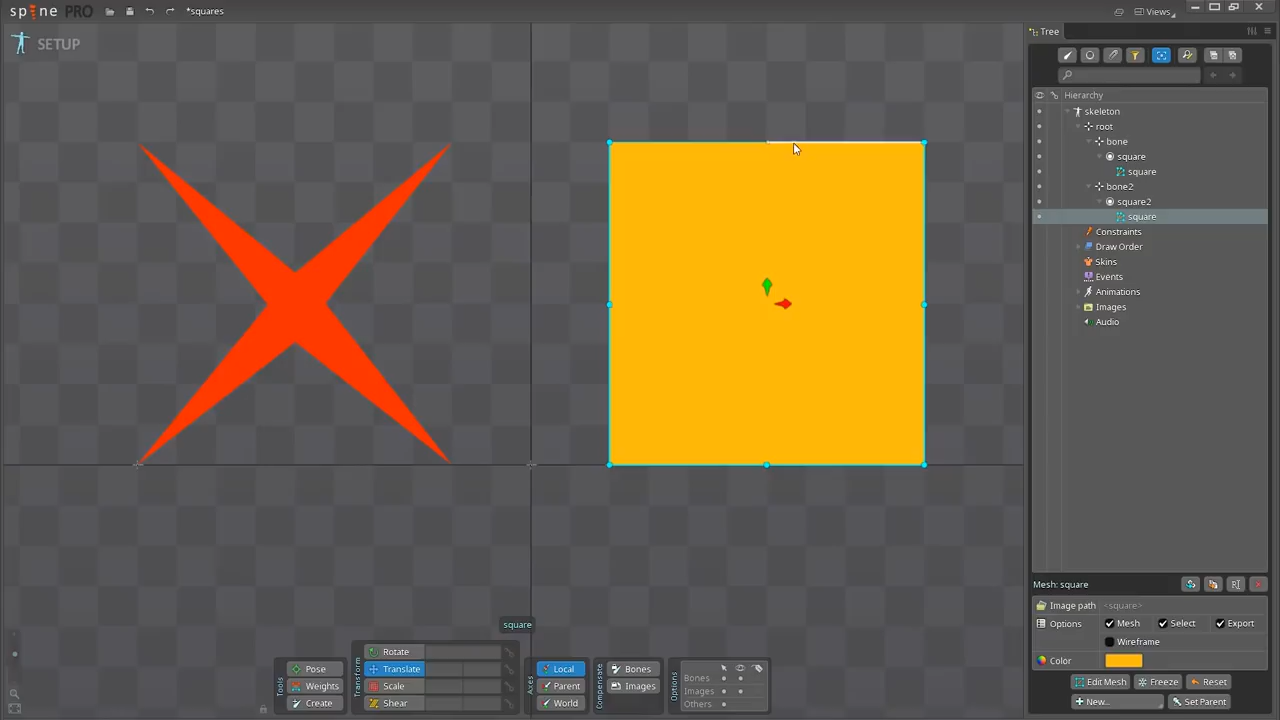 spine PRO
*squares
Views
SETUP
Tree
Hierarchy
skeleton
root
bone
square
square
bone2
square2
square
Constraints
Draw Order
Skins
Events
Animations
Images
Audio
Mesh: square
Image path <square>
Options Mesh Select Export
Wireframe
Color
Edit Mesh Freeze Reset
New... Set Parent
square
Tools
Pose
Weights
Create
Transform
Rotate
Translate
Scale
Shear
Axes
Local
Parent
World
Compensate
Bones
Images
Options
Bones
Images
Others